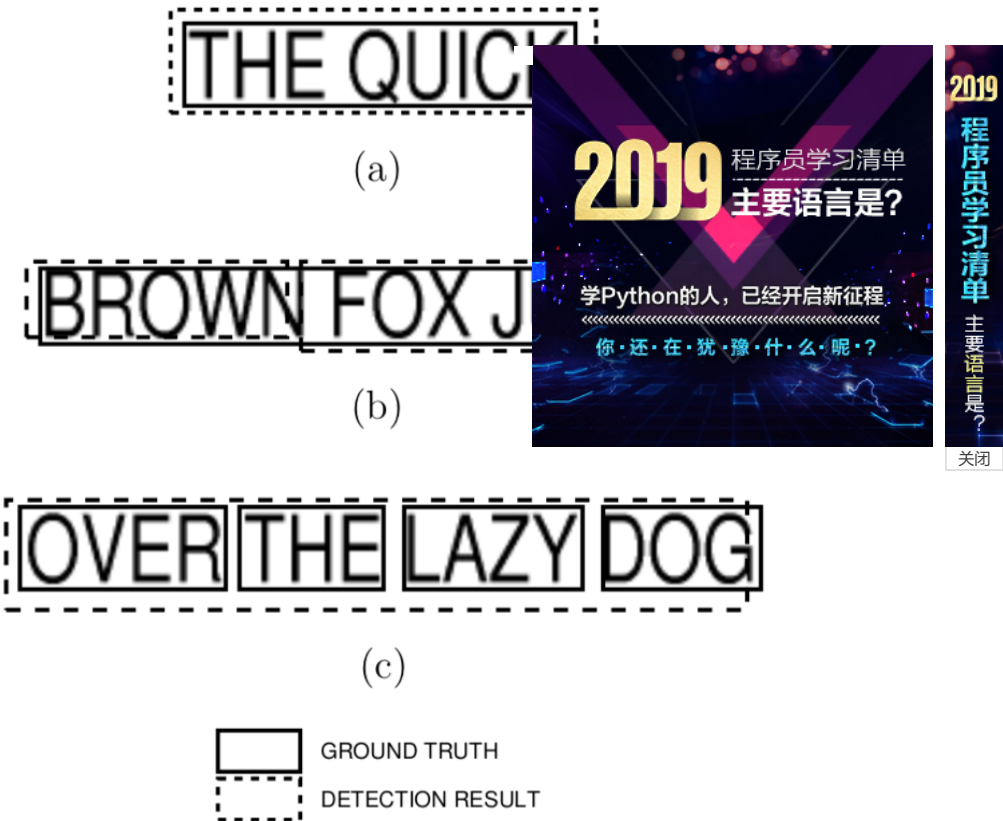 THE QUICK
(a)
BROWN FOX J
(b)
OVER THE LAZY DOG
(c)
GROUND TRUTH
DETECTION RESULT
2019
程序员学习清单
主要语言是?
学Python的人，已经开启新征程
你·还·在·犹·豫·什·么·呢·?
2019
程序员学习清单
主要语言是?
关闭